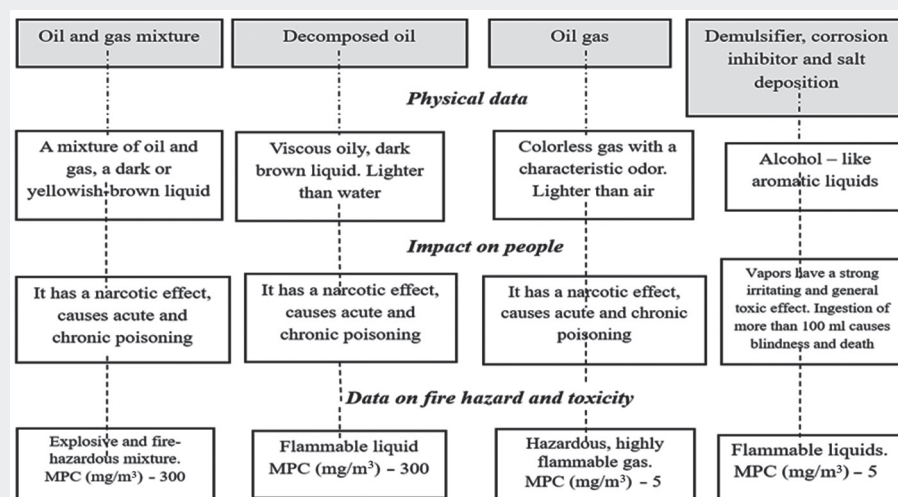 Oil and gas mixture
Decomposed oil
Oil gas
Demulsifier, corrosion
inhibitor and salt
deposition
Physical data
A mixture of oil and
gas, a dark or
yellowish-brown liquid
Viscous oily, dark
brown liquid. Lighter
than water
Colorless gas with a
characteristic odor.
Lighter than air
Alcohol – like
aromatic liquids
Impact on people
It has a narcotic effect,
causes acute and
chronic poisoning
It has a narcotic effect,
causes acute and
chronic poisoning
It has a narcotic effect,
causes acute and chronic
poisoning
Vapors have a strong
irritating and general
toxic effect. Ingestion of
more than 100 ml causes
blindness and death
Data on fire hazard and toxicity
Explosive and fire-
hazardous mixture.
MPC (mg/m³) – 300
Flammable liquid
MPC (mg/m³) – 300
Hazardous, highly
flammable gas.
MPC (mg/m³) – 5
Flammable liquids.
MPC (mg/m³) – 5